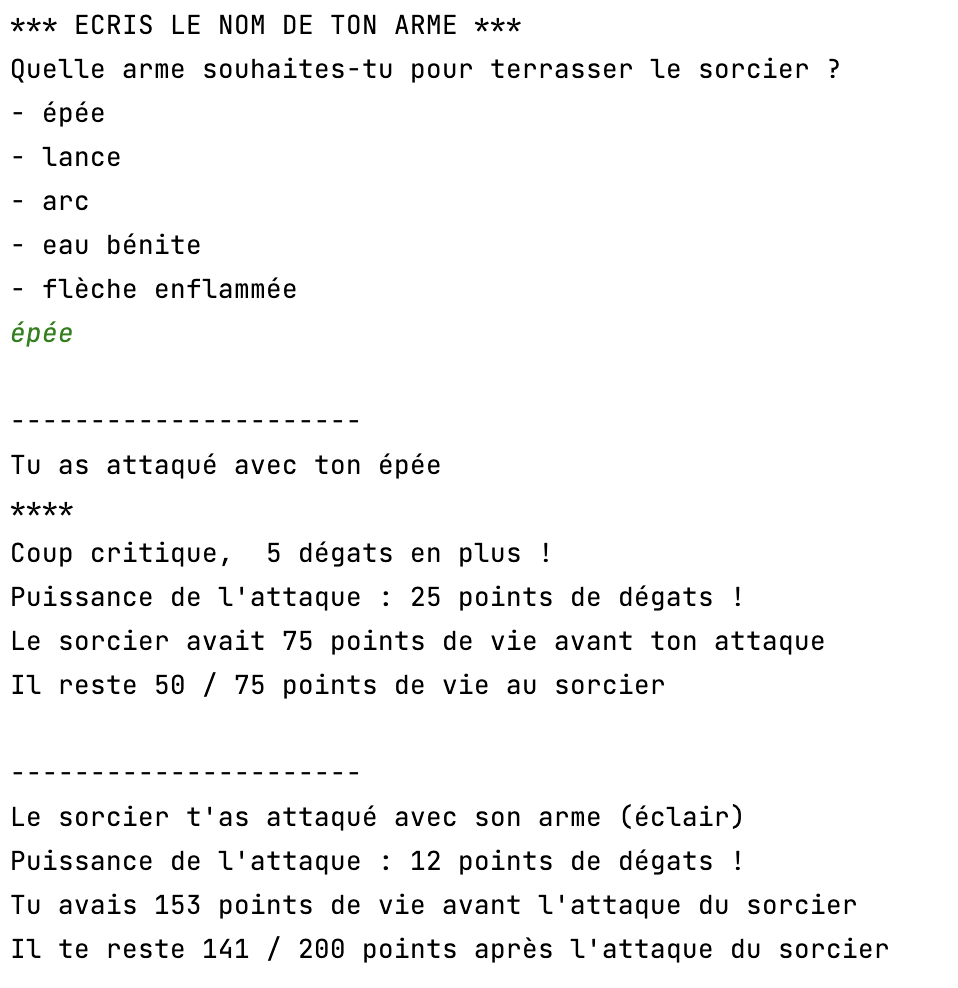 *** ECRIS LE NOM DE TON ARME ***
Quelle arme souhaites-tu pour terrasser le sorcier ?
- épée
- lance
- arc
- eau bénite
- flèche enflammée
épée
----------------------
Tu as attaqué avec ton épée
****
Coup critique,  5 dégats en plus !
Puissance de l'attaque : 25 points de dégats !
Le sorcier avait 75 points de vie avant ton attaque
Il reste 50 / 75 points de vie au sorcier
----------------------
Le sorcier t'as attaqué avec son arme (éclair)
Puissance de l'attaque : 12 points de dégats !
Tu avais 153 points de vie avant l'attaque du sorcier
Il te reste 141 / 200 points après l'attaque du sorcier